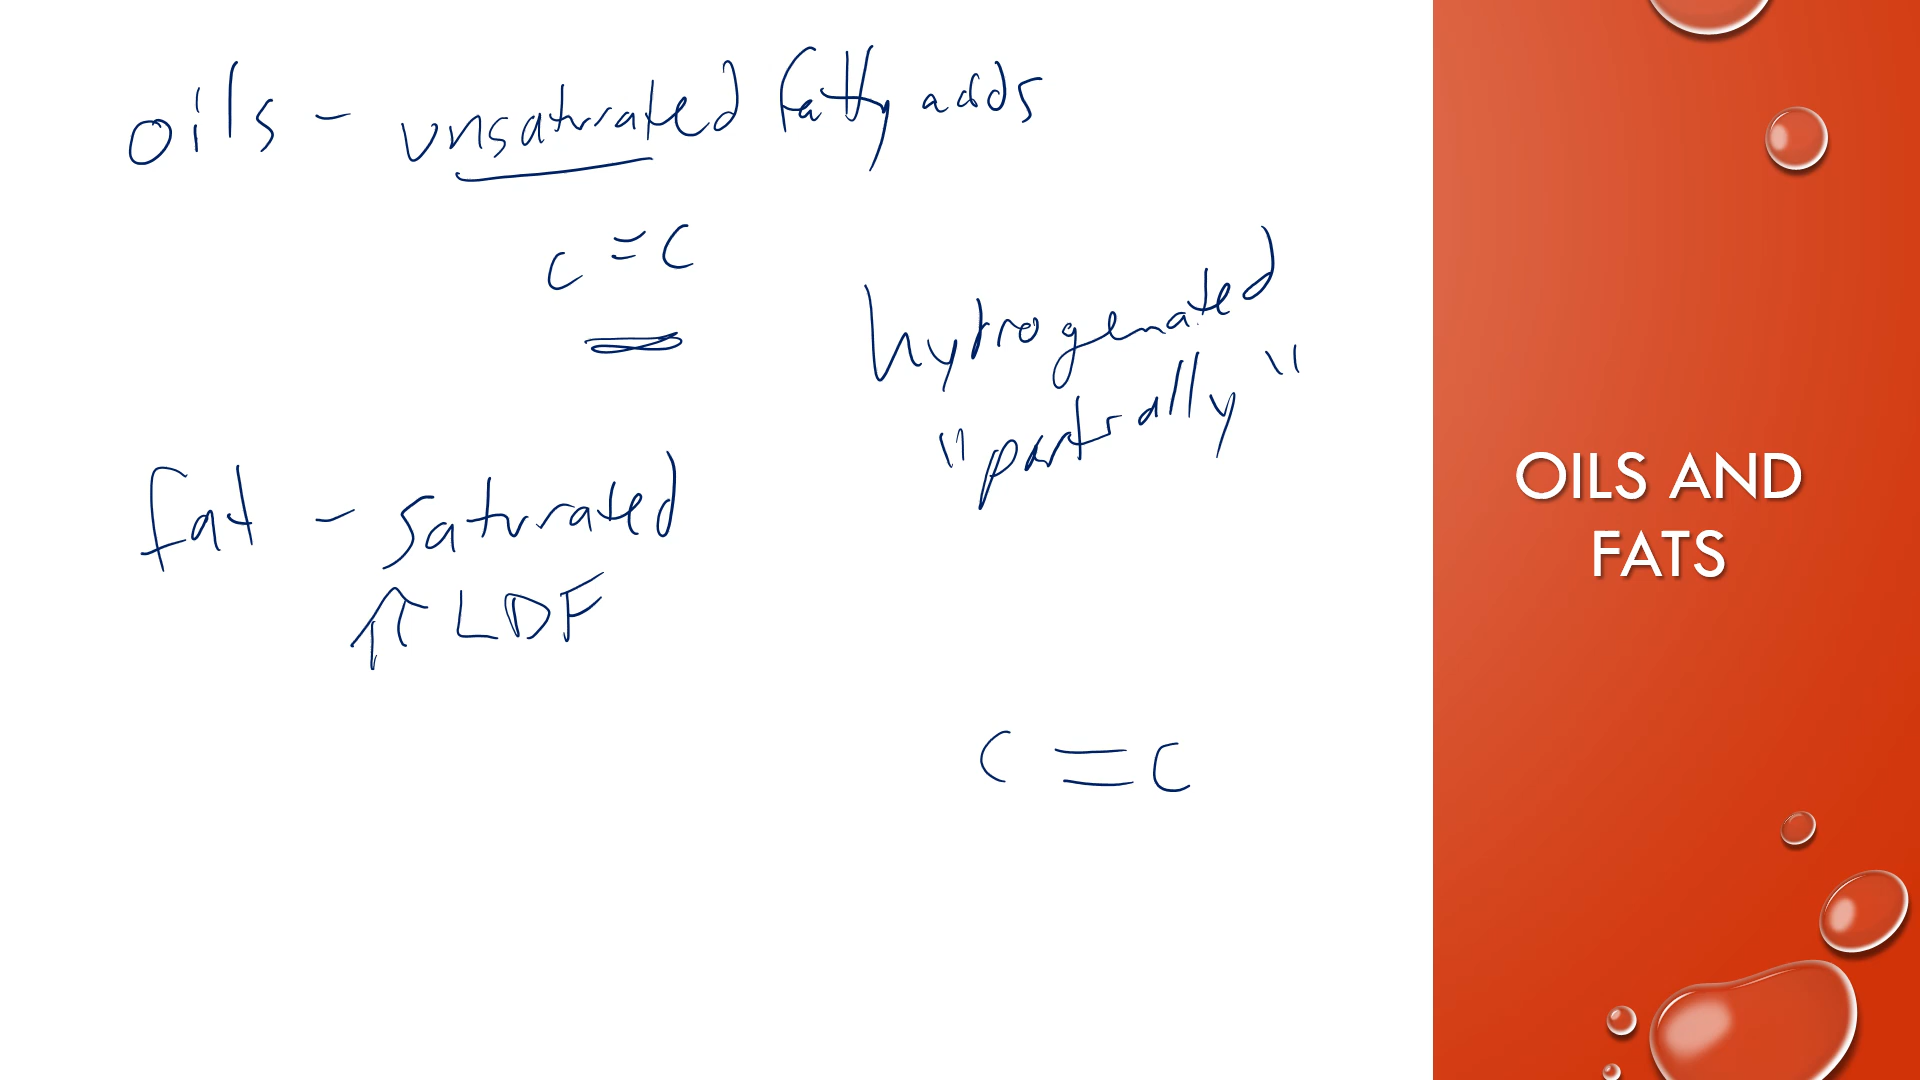 oils - unsaturated fatty acids
c = c
hydrogenated
"partially"
fat - saturated
↑ LDF
c = c
OILS AND
FATS